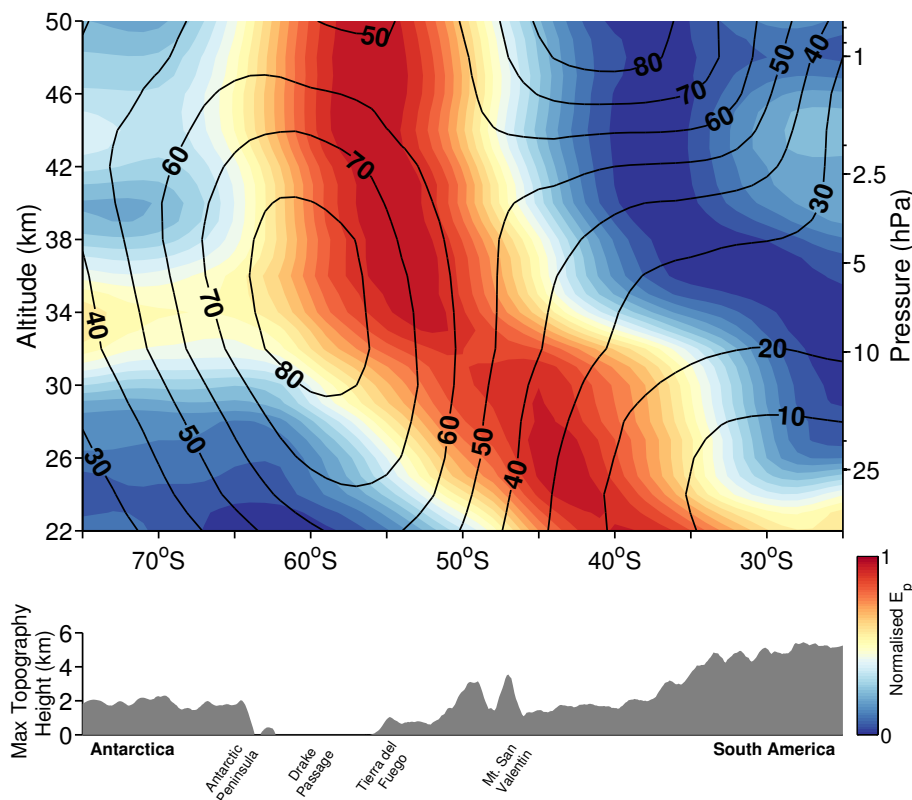 50
46
42
38
34
30
26
22
Altitude (km)
1
2.5
5
10
25
Pressure (hPa)
50
80
70
60
50
40
30
60
70
70
80
40
50
30
60
50
40
20
10
70°S
60°S
50°S
40°S
30°S
1
0
Normalised E_p
6
4
2
0
Max Topography
Height (km)
Antarctica
South America
Antarctic
Peninsula
Drake
Passage
Tierra del
Fuego
Mt. San
Valentin